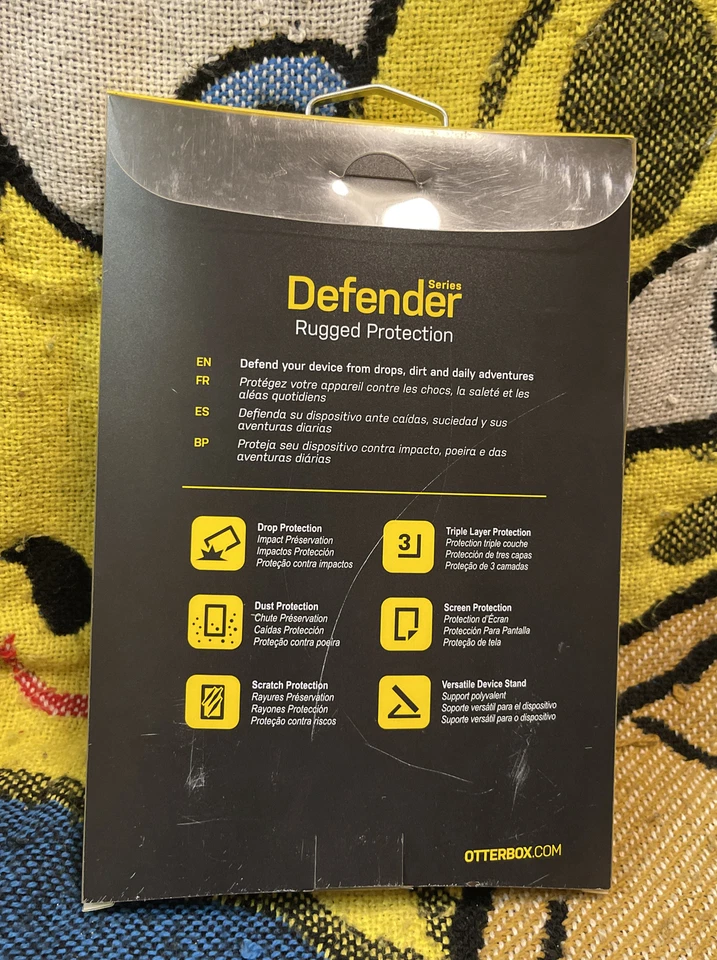 Defender Series
Rugged Protection
EN Defend your device from drops, dirt and daily adventures
FR Protégez votre appareil contre les chocs, la saleté et les
aléas quotidiens
ES Defienda su dispositivo ante caídas, suciedad y sus
aventuras diarias
BP Proteja seu dispositivo contra impacto, poeira e das
aventuras diárias
Drop Protection
Impact Préservation
Impactos Protección
Proteção contra impactos
3
Triple Layer Protection
Protection triple couche
Protección de tres capas
Proteção de 3 camadas
Dust Protection
Chute Préservation
Caídas Protección
Proteção contra poeira
Screen Protection
Protection d'Écran
Protección Para Pantalla
Proteção de tela
Scratch Protection
Rayures Préservation
Rayones Protección
Proteção contra riscos
Versatile Device Stand
Support polyvalent
Soporte versátil para el dispositivo
Suporte versátil para o dispositivo
OTTERBOX.COM